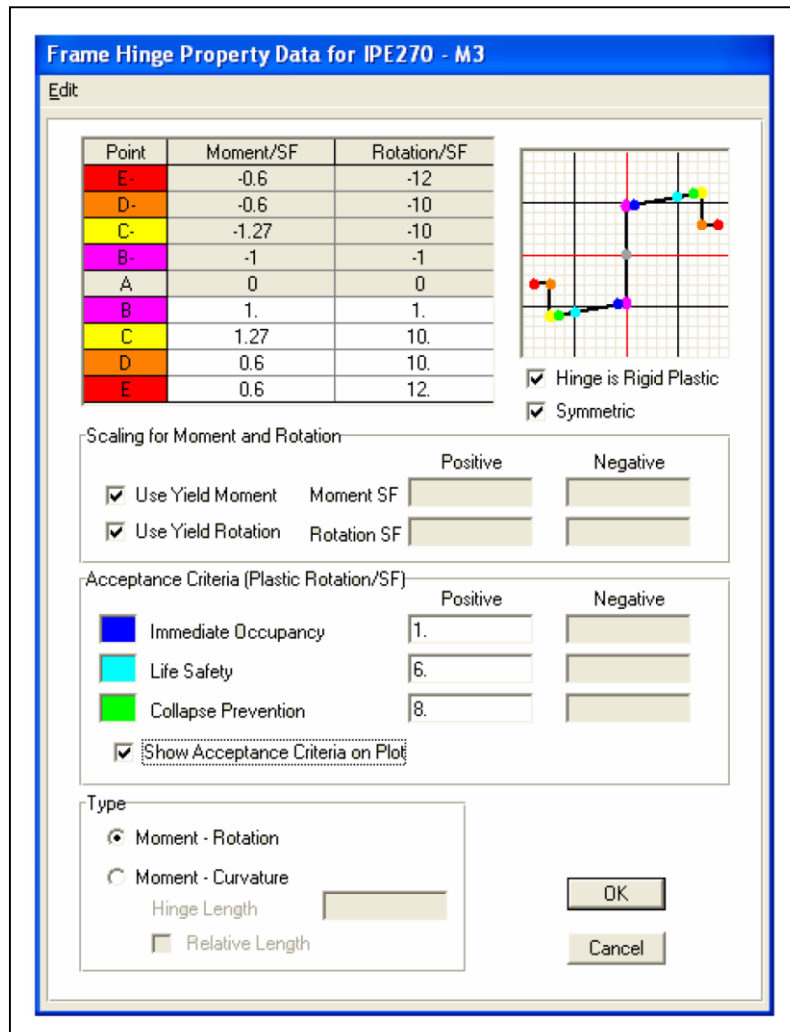 Frame Hinge Property Data for IPE270 - M3
Edit
Point Moment/SF Rotation/SF
E- -0.6 -12
D- -0.6 -10
C- -1.27 -10
B- -1 -1
A 0 0
B 1. 1.
C 1.27 10.
D 0.6 10.
E 0.6 12.
Hinge is Rigid Plastic
Symmetric
Scaling for Moment and Rotation
Positive Negative
Use Yield Moment Moment SF
Use Yield Rotation Rotation SF
Acceptance Criteria (Plastic Rotation/SF)
Positive Negative
Immediate Occupancy 1.
Life Safety 6.
Collapse Prevention 8.
Show Acceptance Criteria on Plot
Type
Moment - Rotation
Moment - Curvature
Hinge Length
Relative Length
OK
Cancel